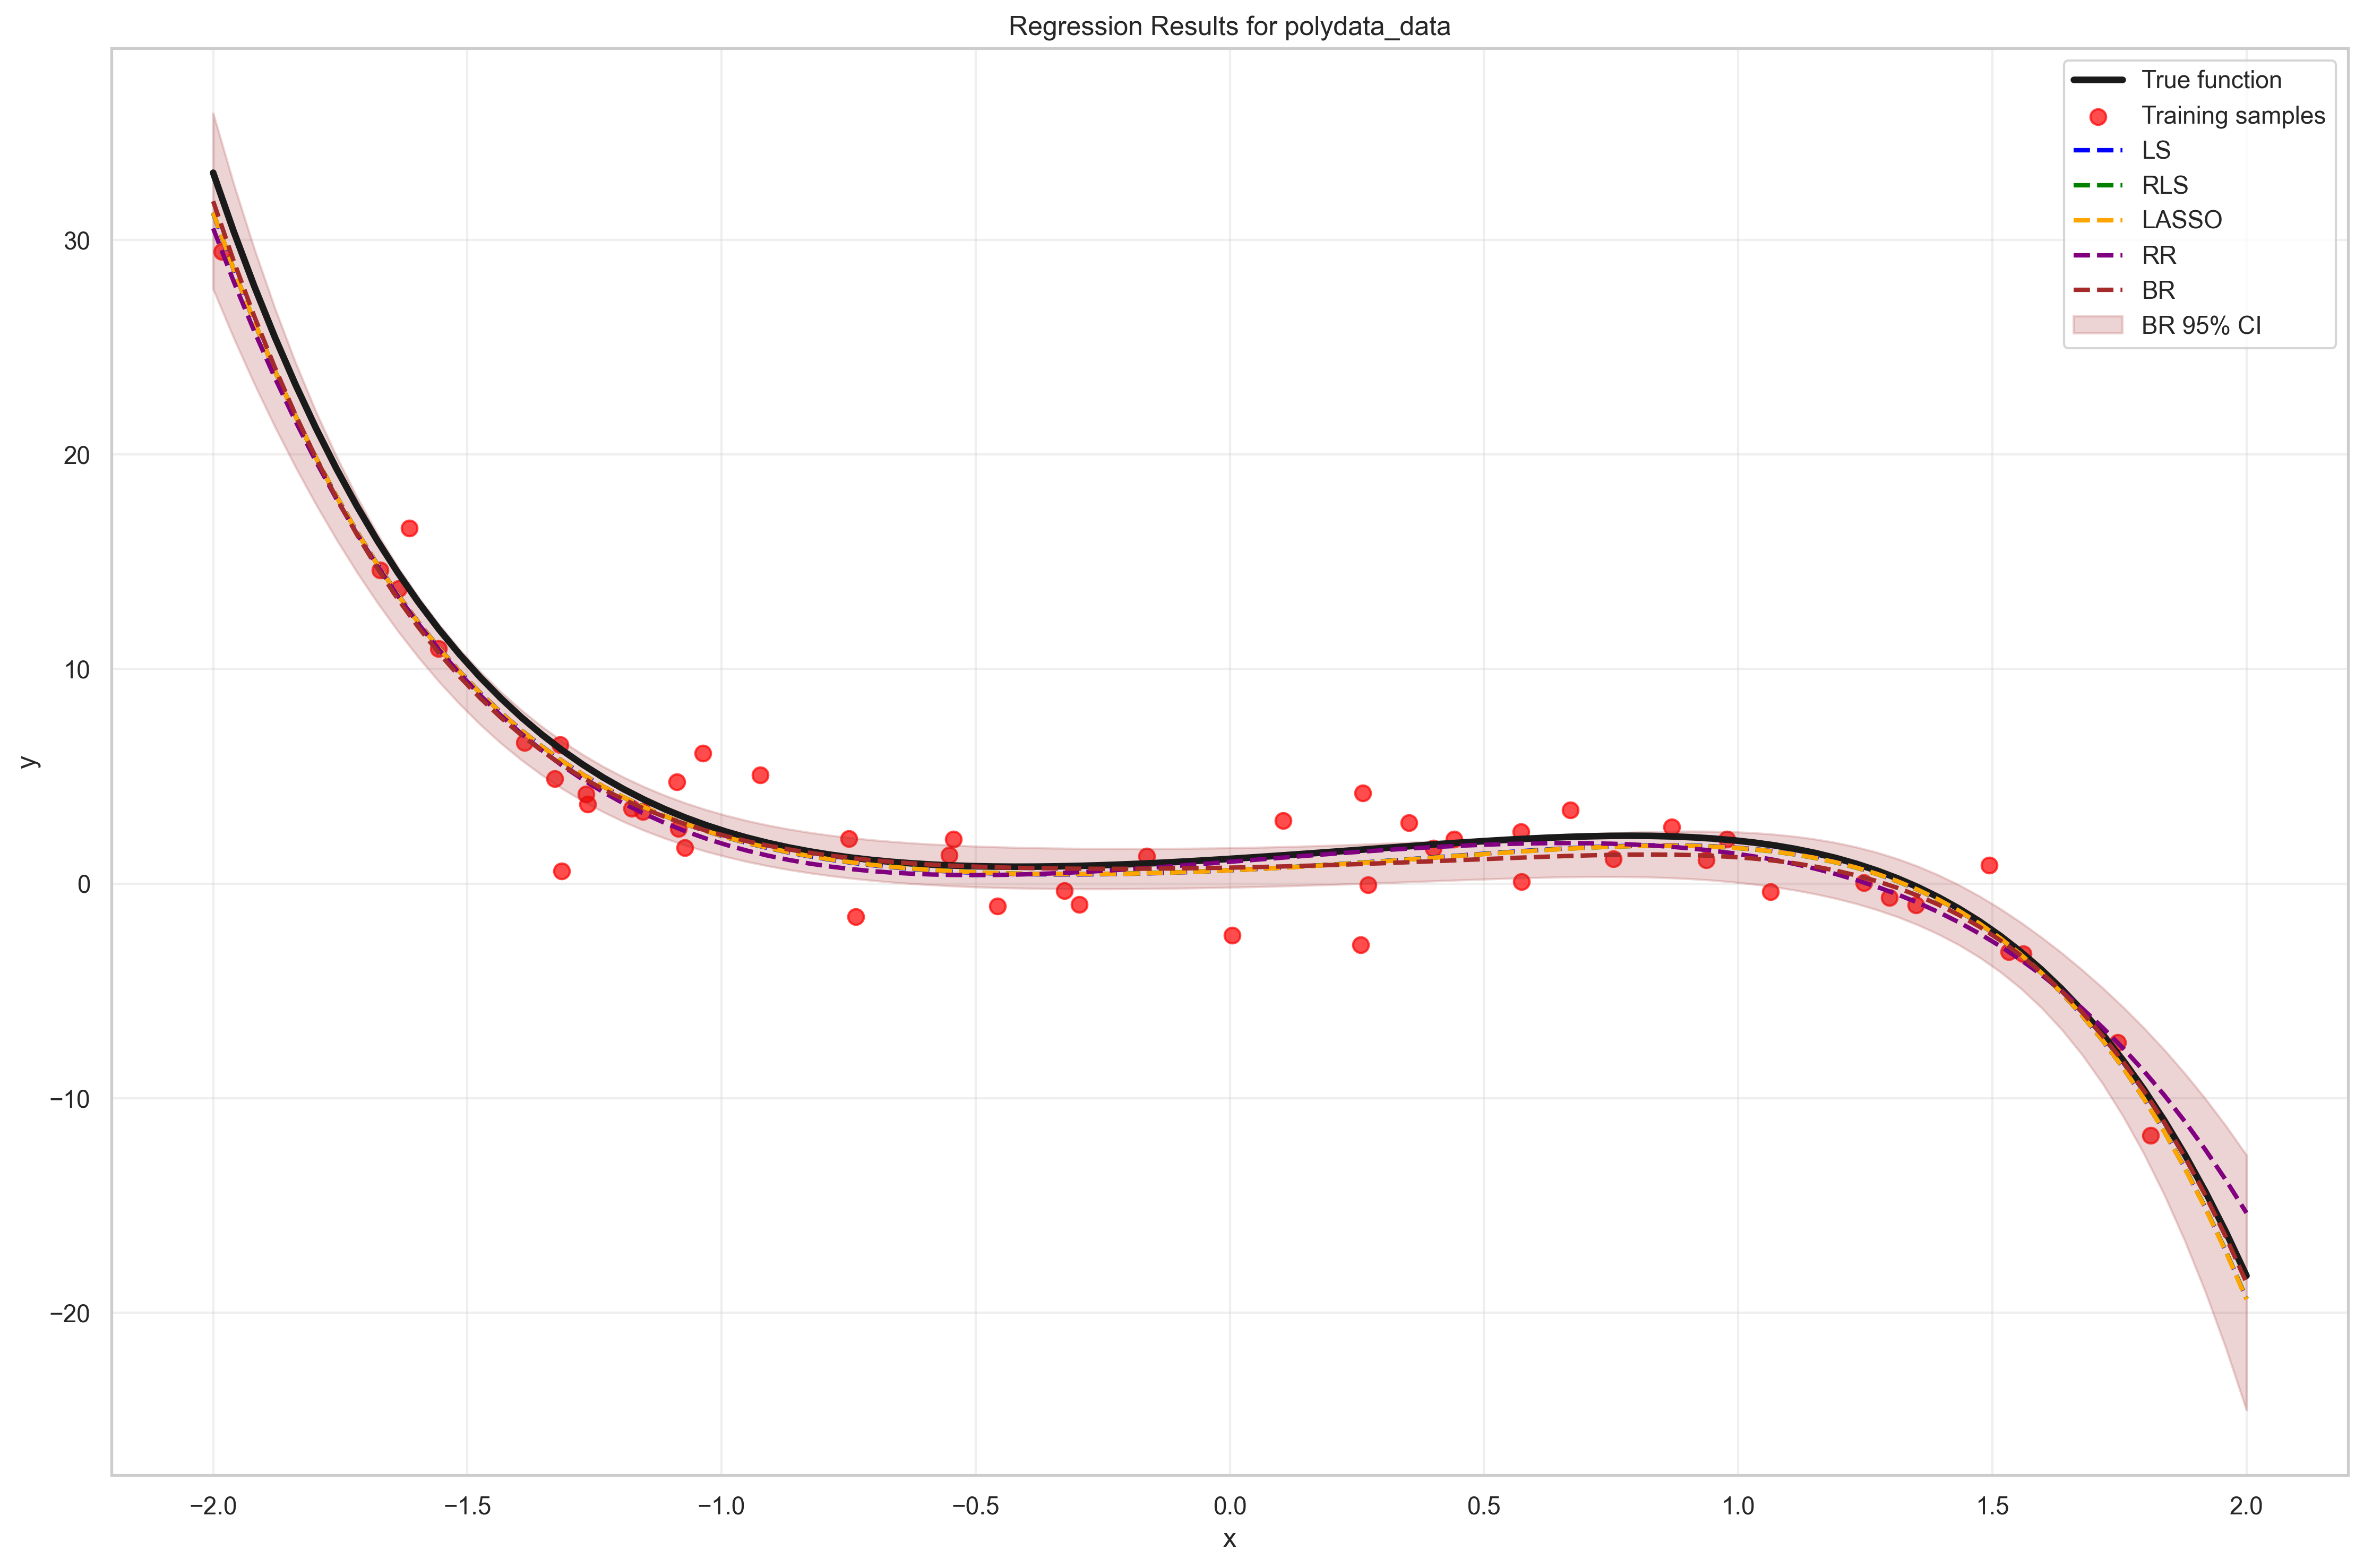 Regression Results for polydata_data
True function
Training samples
LS
RLS
LASSO
RR
BR
BR 95% CI
30
20
10
0
−10
−20
y
−2.0
−1.5
−1.0
−0.5
0.0
0.5
1.0
1.5
2.0
x